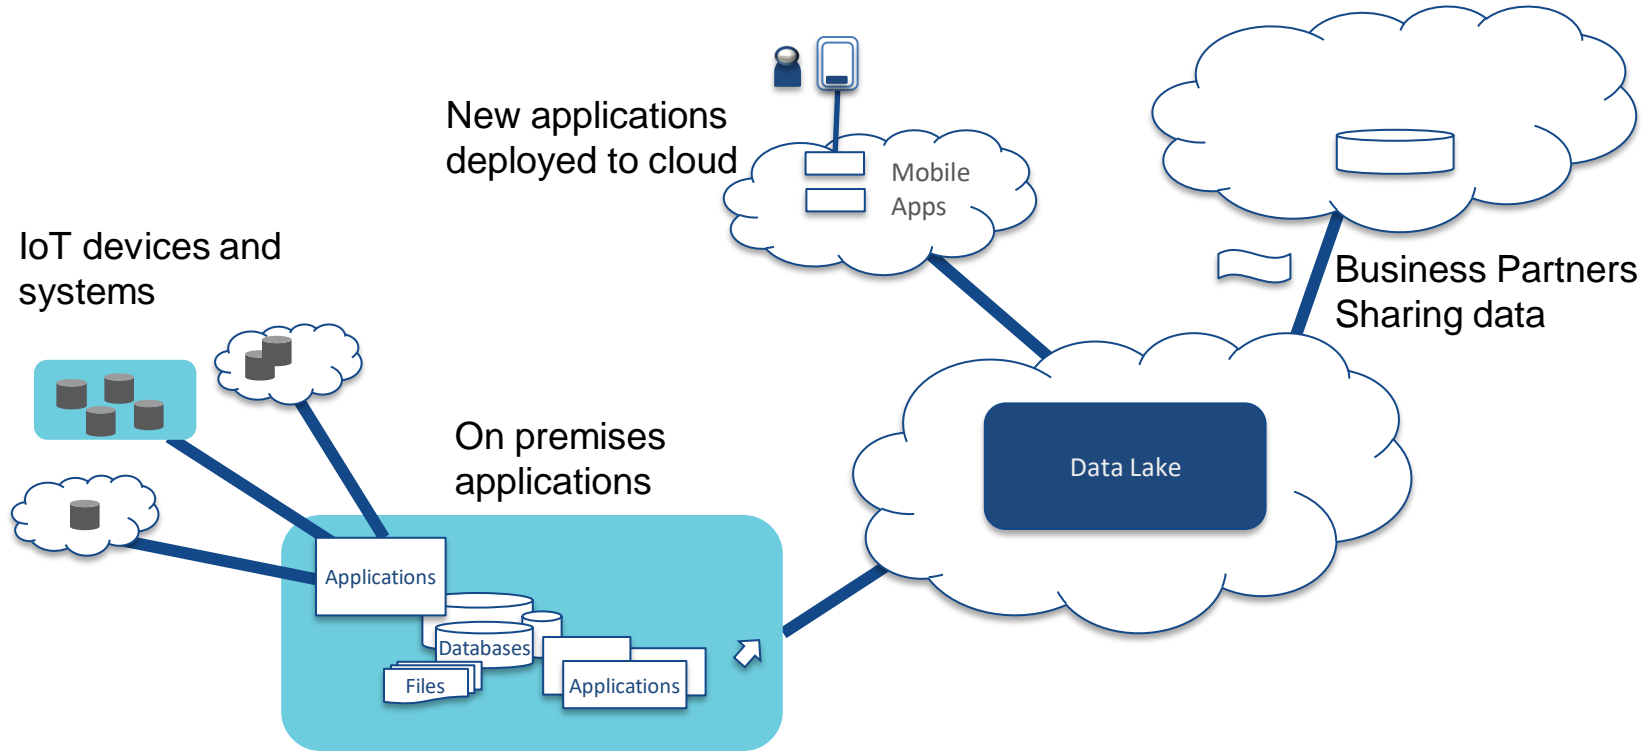 New applications
deployed to cloud
Mobile
Apps
IoT devices and
systems
Business Partners
Sharing data
On premises
applications
Data Lake
Applications
Databases
Files
Applications